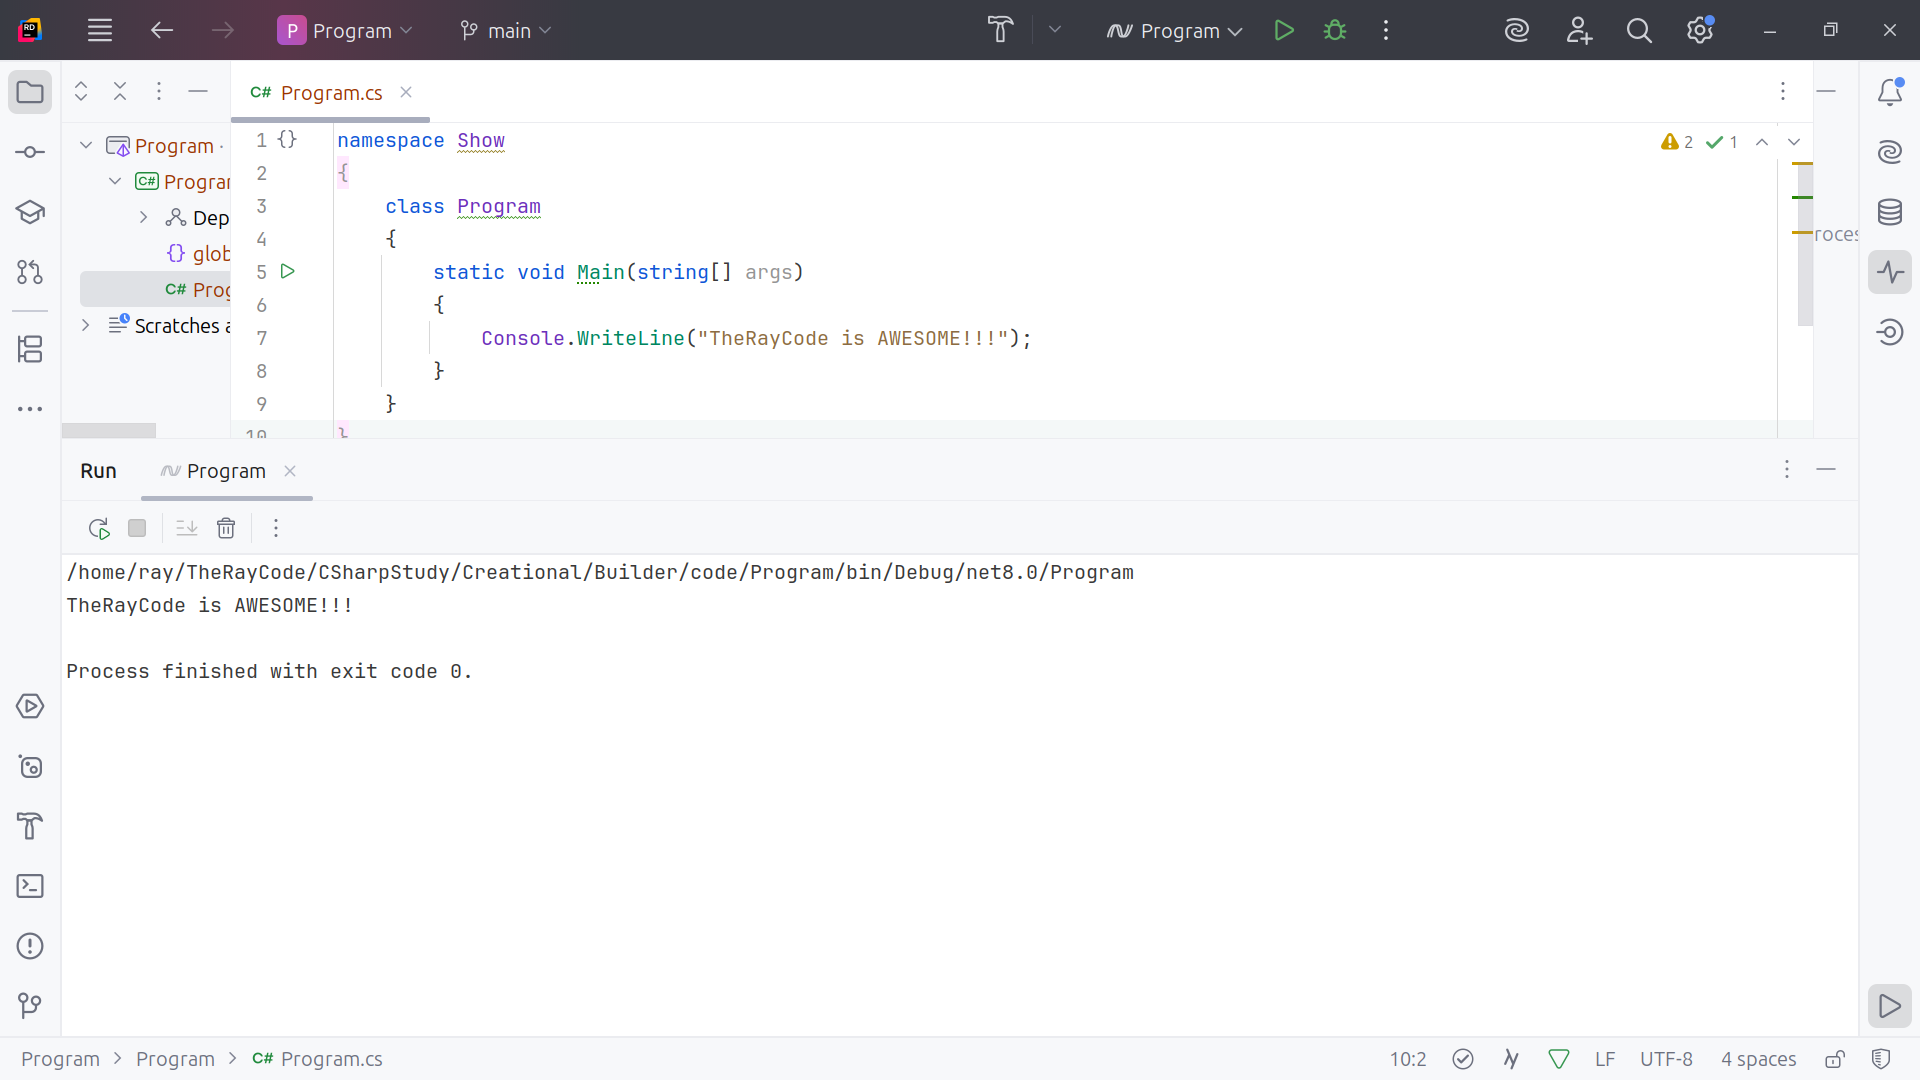 RD
P Program
main
Program
C# Program.cs
Program
C# Progra
Dep
{} glob
C# Prog
Scratches a
1 {} namespace Show
2 {
3 class Program
4 {
5 static void Main(string[] args)
6 {
7 Console.WriteLine("TheRayCode is AWESOME!!!");
8 }
9 }
10 }
2 1
roces
Run Program
/home/ray/TheRayCode/CSharpStudy/Creational/Builder/code/Program/bin/Debug/net8.0/Program
TheRayCode is AWESOME!!!
Process finished with exit code 0.
Program > Program > C# Program.cs
10:2 LF UTF-8 4 spaces